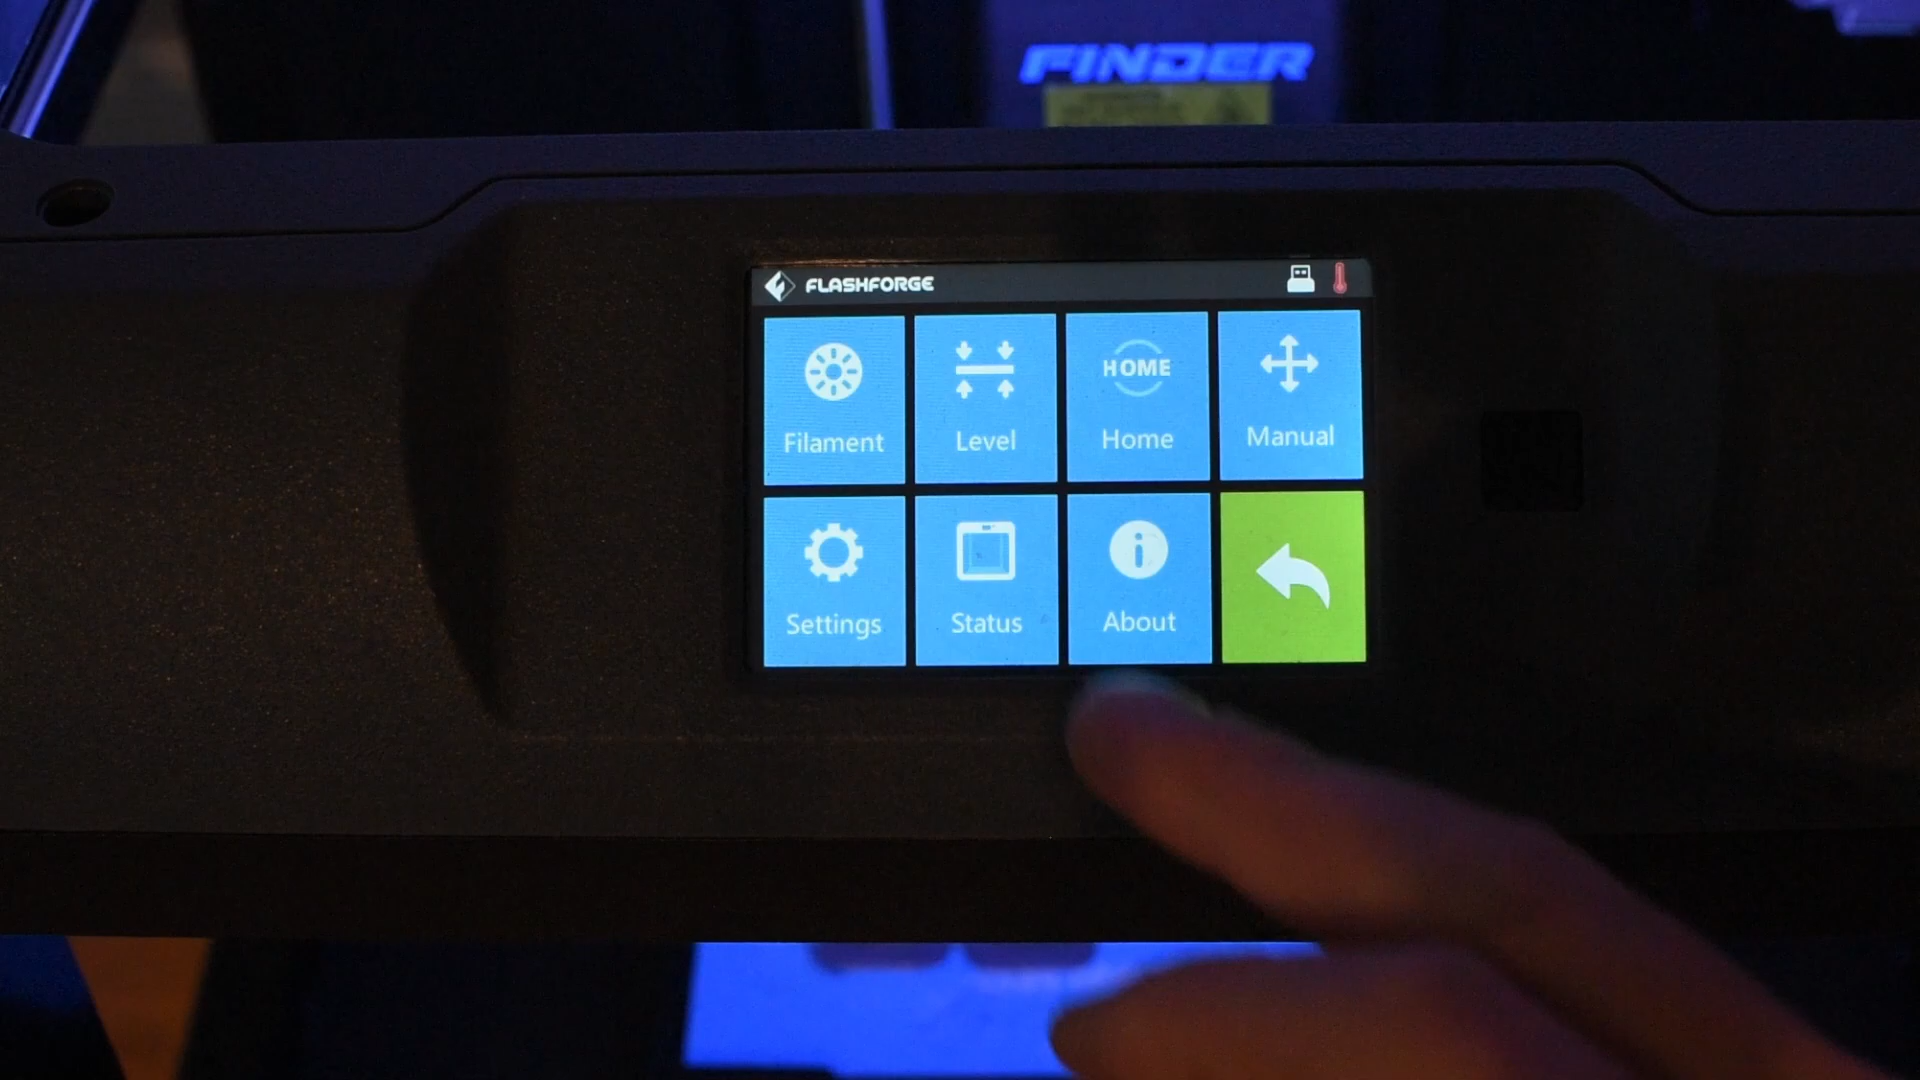 FINDER
FLASHFORGE
Filament
Level
HOME
Home
Manual
Settings
Status
About